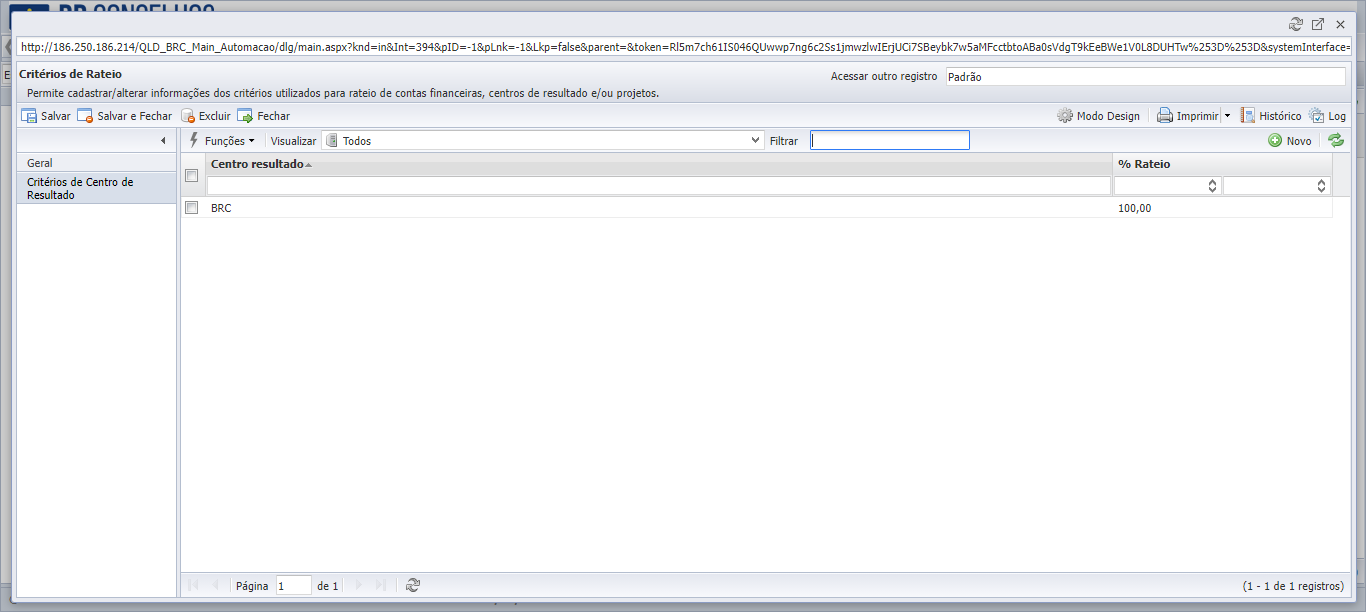 http://186.250.186.214/QLD_BRC_Main_Automacao/dlg/main.aspx?knd=in&Int=394&pID=-1&pLnk=-1&Lkp=false&parent=&token=Rl5m7ch61IS046QUwwp7ng6c2Ss1jmwzlwIErjUCi7SBeybk7w5aMFcctbtoABa0sVdgT9kEeBWe1V0L8DUHTw%253D%253D&systemInterface=
Critérios de Rateio
Acessar outro registro Padrão
Permite cadastrar/alterar informações dos critérios utilizados para rateio de contas financeiras, centros de resultado e/ou projetos.
Salvar Salvar e Fechar Excluir Fechar Modo Design Imprimir Histórico Log
Funções Visualizar Todos Filtrar Novo
Geral
Critérios de Centro de
Resultado
Centro resultado % Rateio
BRC 100,00
Página 1 de 1 (1 - 1 de 1 registros)